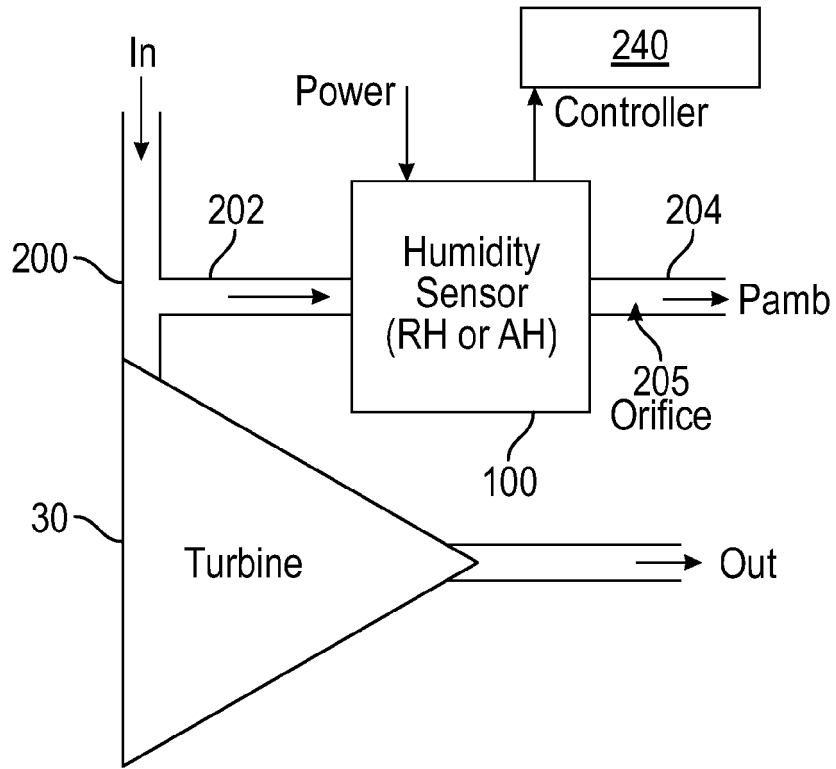 240
In
Power
Controller
202
204
200
Humidity
Sensor
(RH or AH)
Pamb
205
Orifice
100
30
Turbine
Out